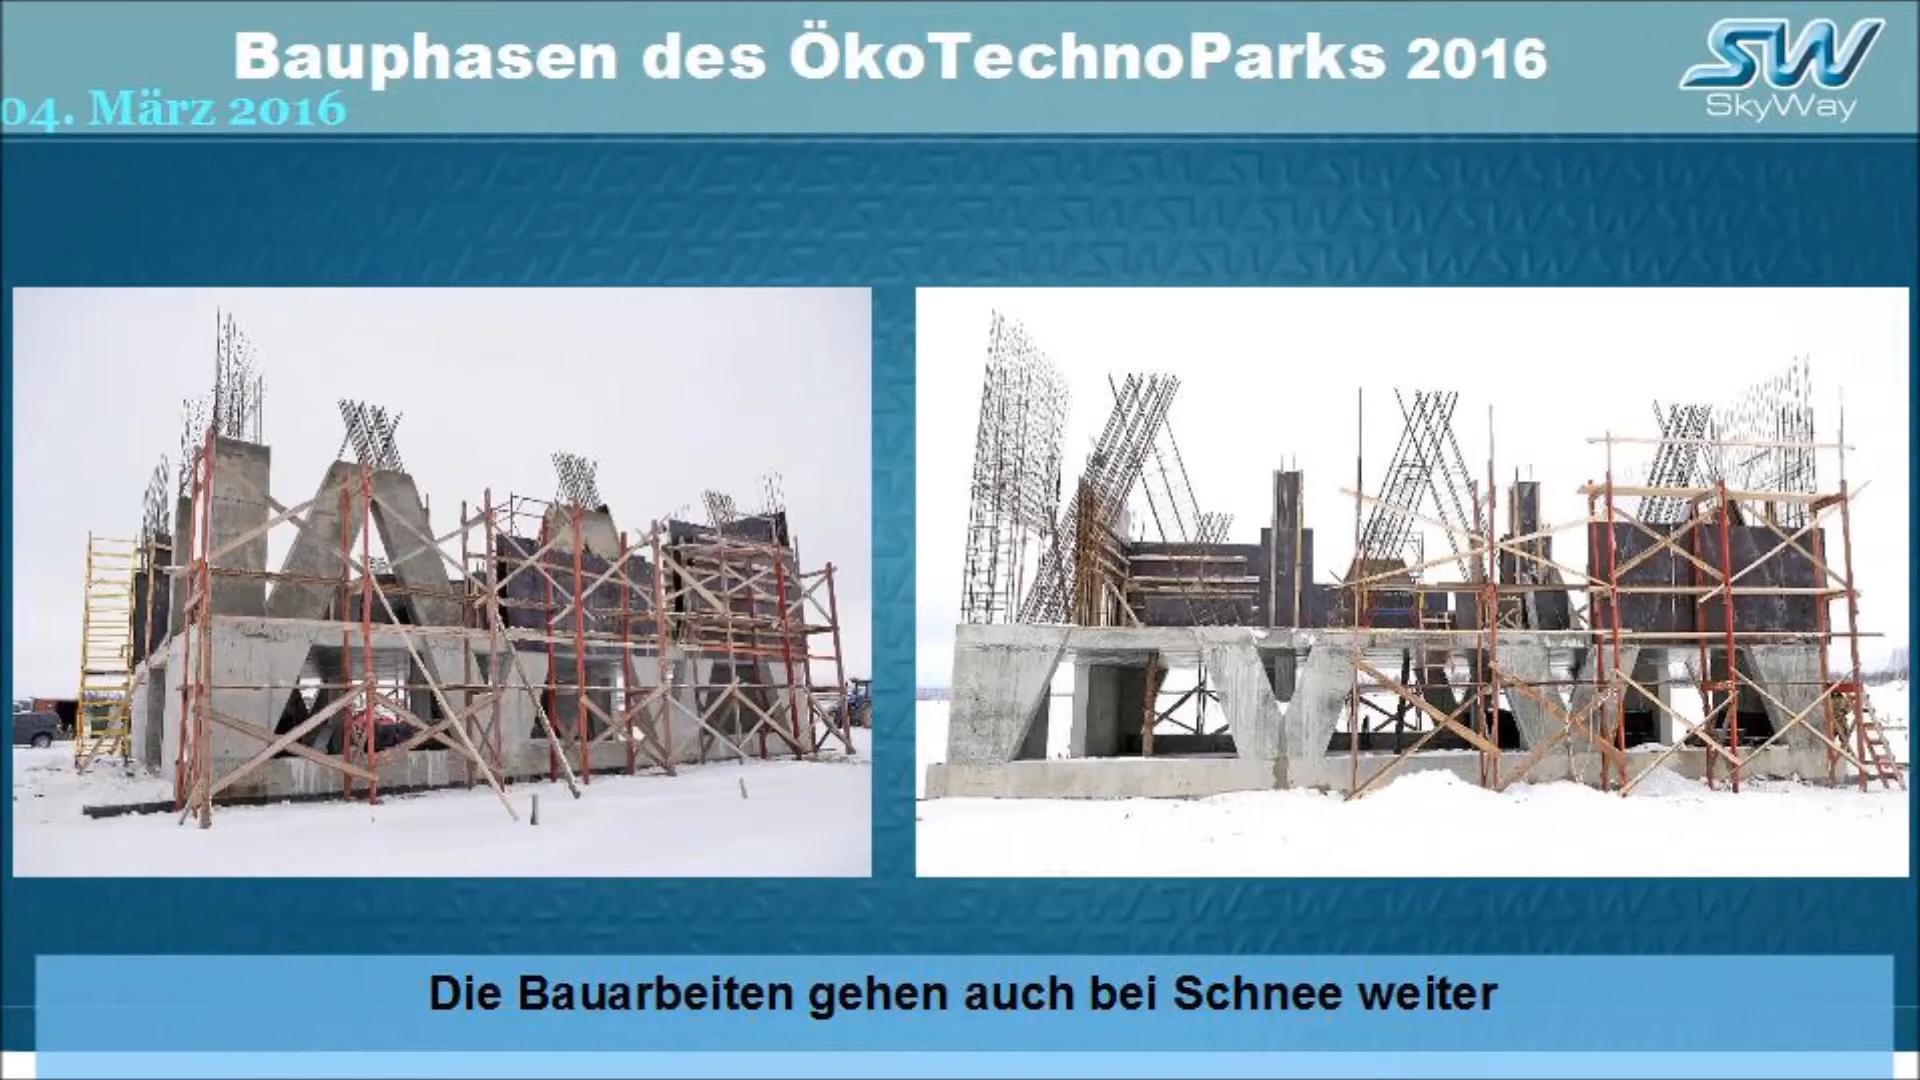 Bauphasen des ÖkoTechnoParks 2016
04. März 2016
SW
SkyWay
Die Bauarbeiten gehen auch bei Schnee weiter